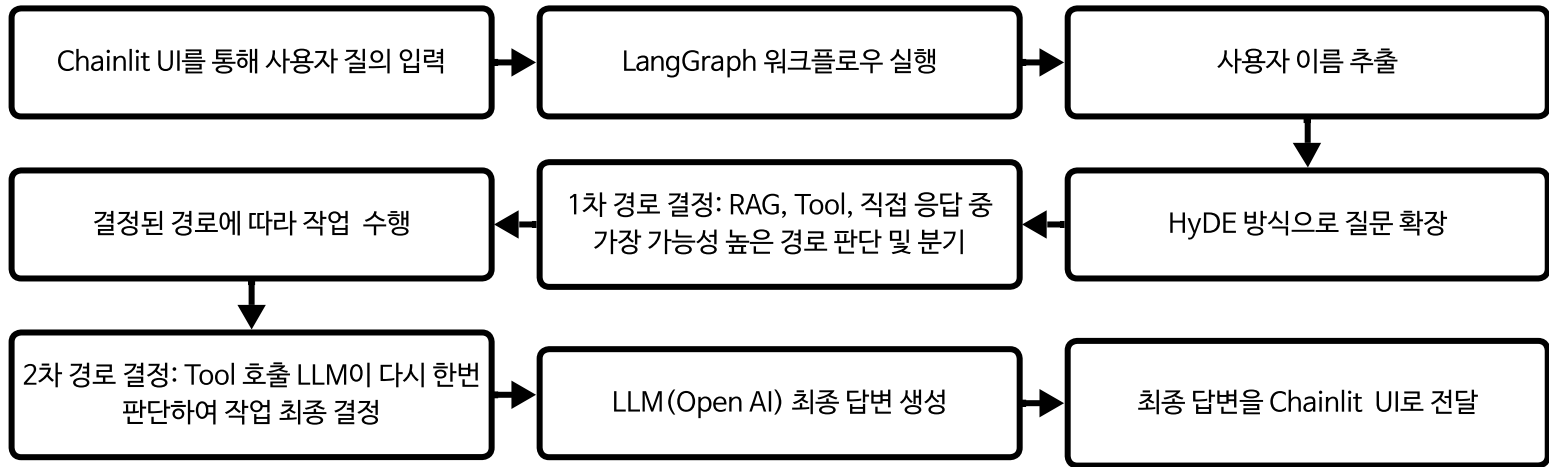 Chainlit UI를 통해 사용자 질의 입력
LangGraph 워크플로우 실행
사용자 이름 추출
HyDE 방식으로 질문 확장
1차 경로 결정: RAG, Tool, 직접 응답 중
가장 가능성 높은 경로 판단 및 분기
결정된 경로에 따라 작업 수행
2차 경로 결정: Tool 호출 LLM이 다시 한번
판단하여 작업 최종 결정
LLM(Open AI) 최종 답변 생성
최종 답변을 Chainlit UI로 전달